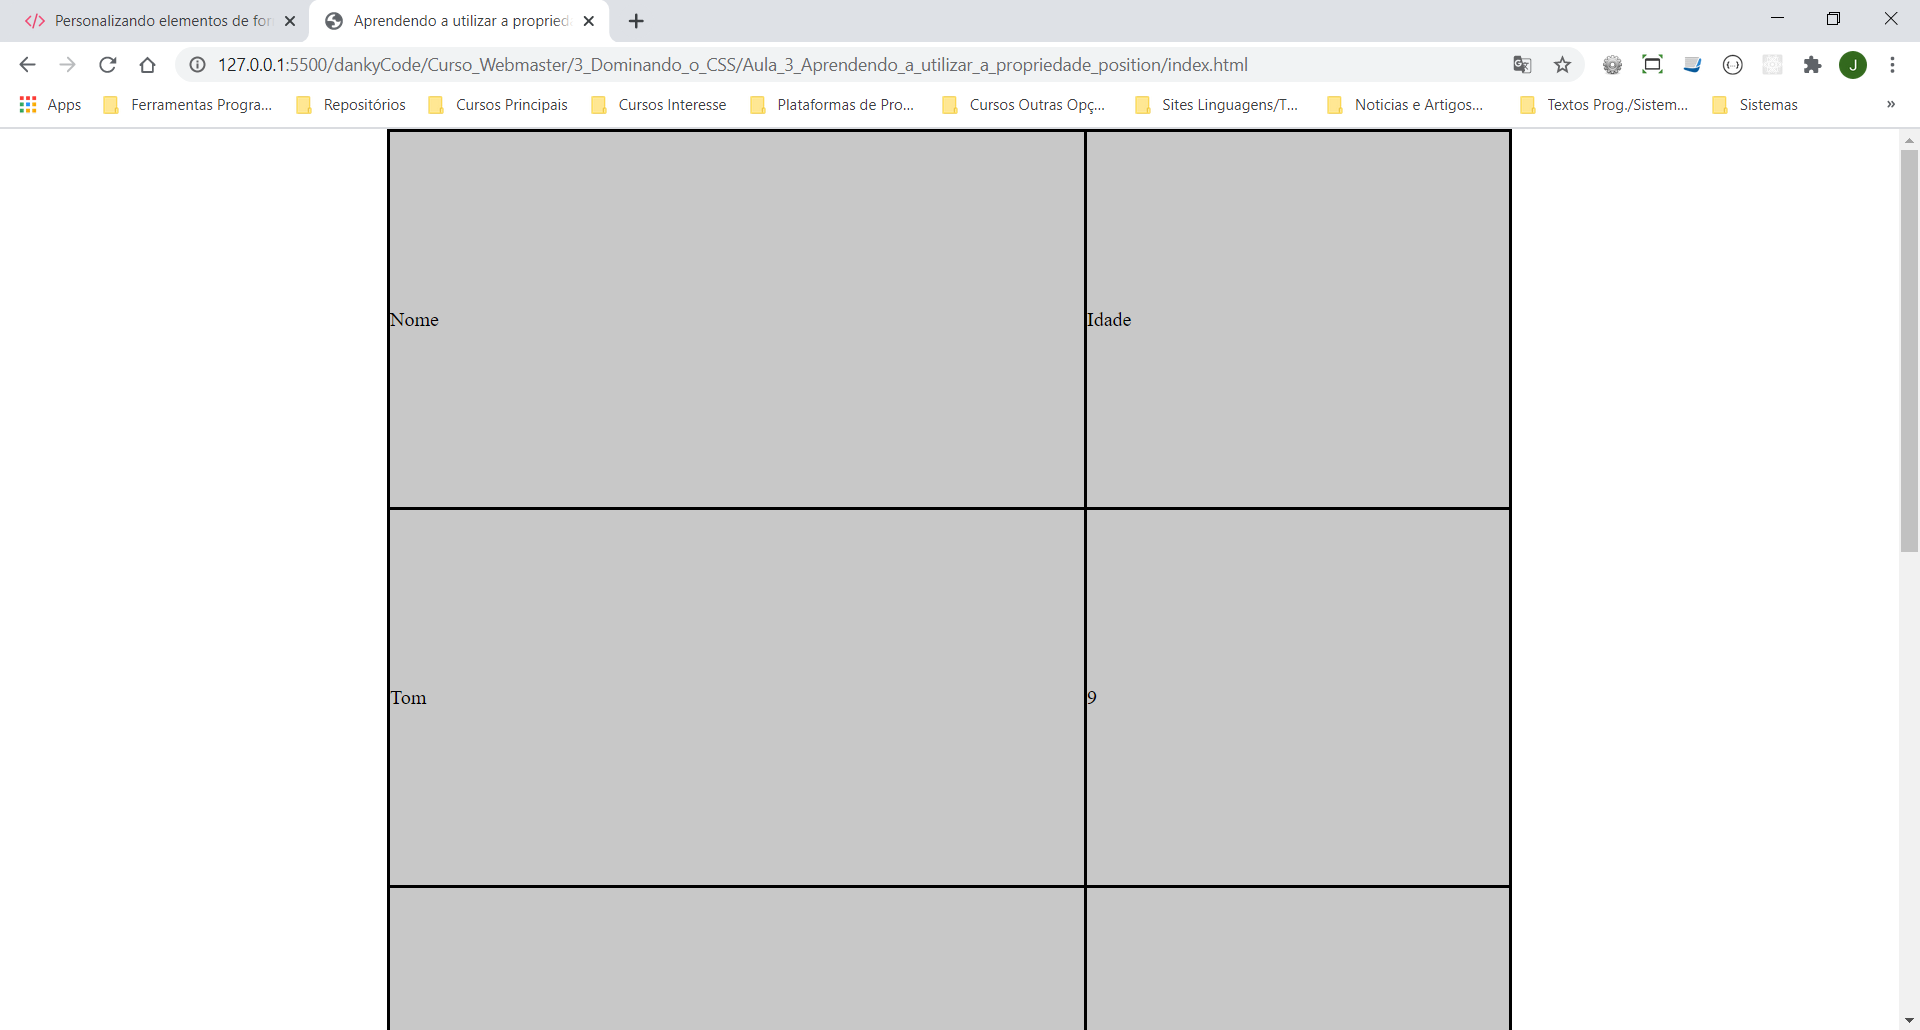 Personalizando elementos de for
Aprendendo a utilizar a propried
127.0.0.1:5500/dankyCode/Curso_Webmaster/3_Dominando_o_CSS/Aula_3_Aprendendo_a_utilizar_a_propriedade_position/index.html
J
Apps Ferramentas Progra... Repositórios Cursos Principais Cursos Interesse Plataformas de Pro... Cursos Outras Opç... Sites Linguagens/T... Noticias e Artigos... Textos Prog./Sistem... Sistemas »
Nome Idade
Tom 9